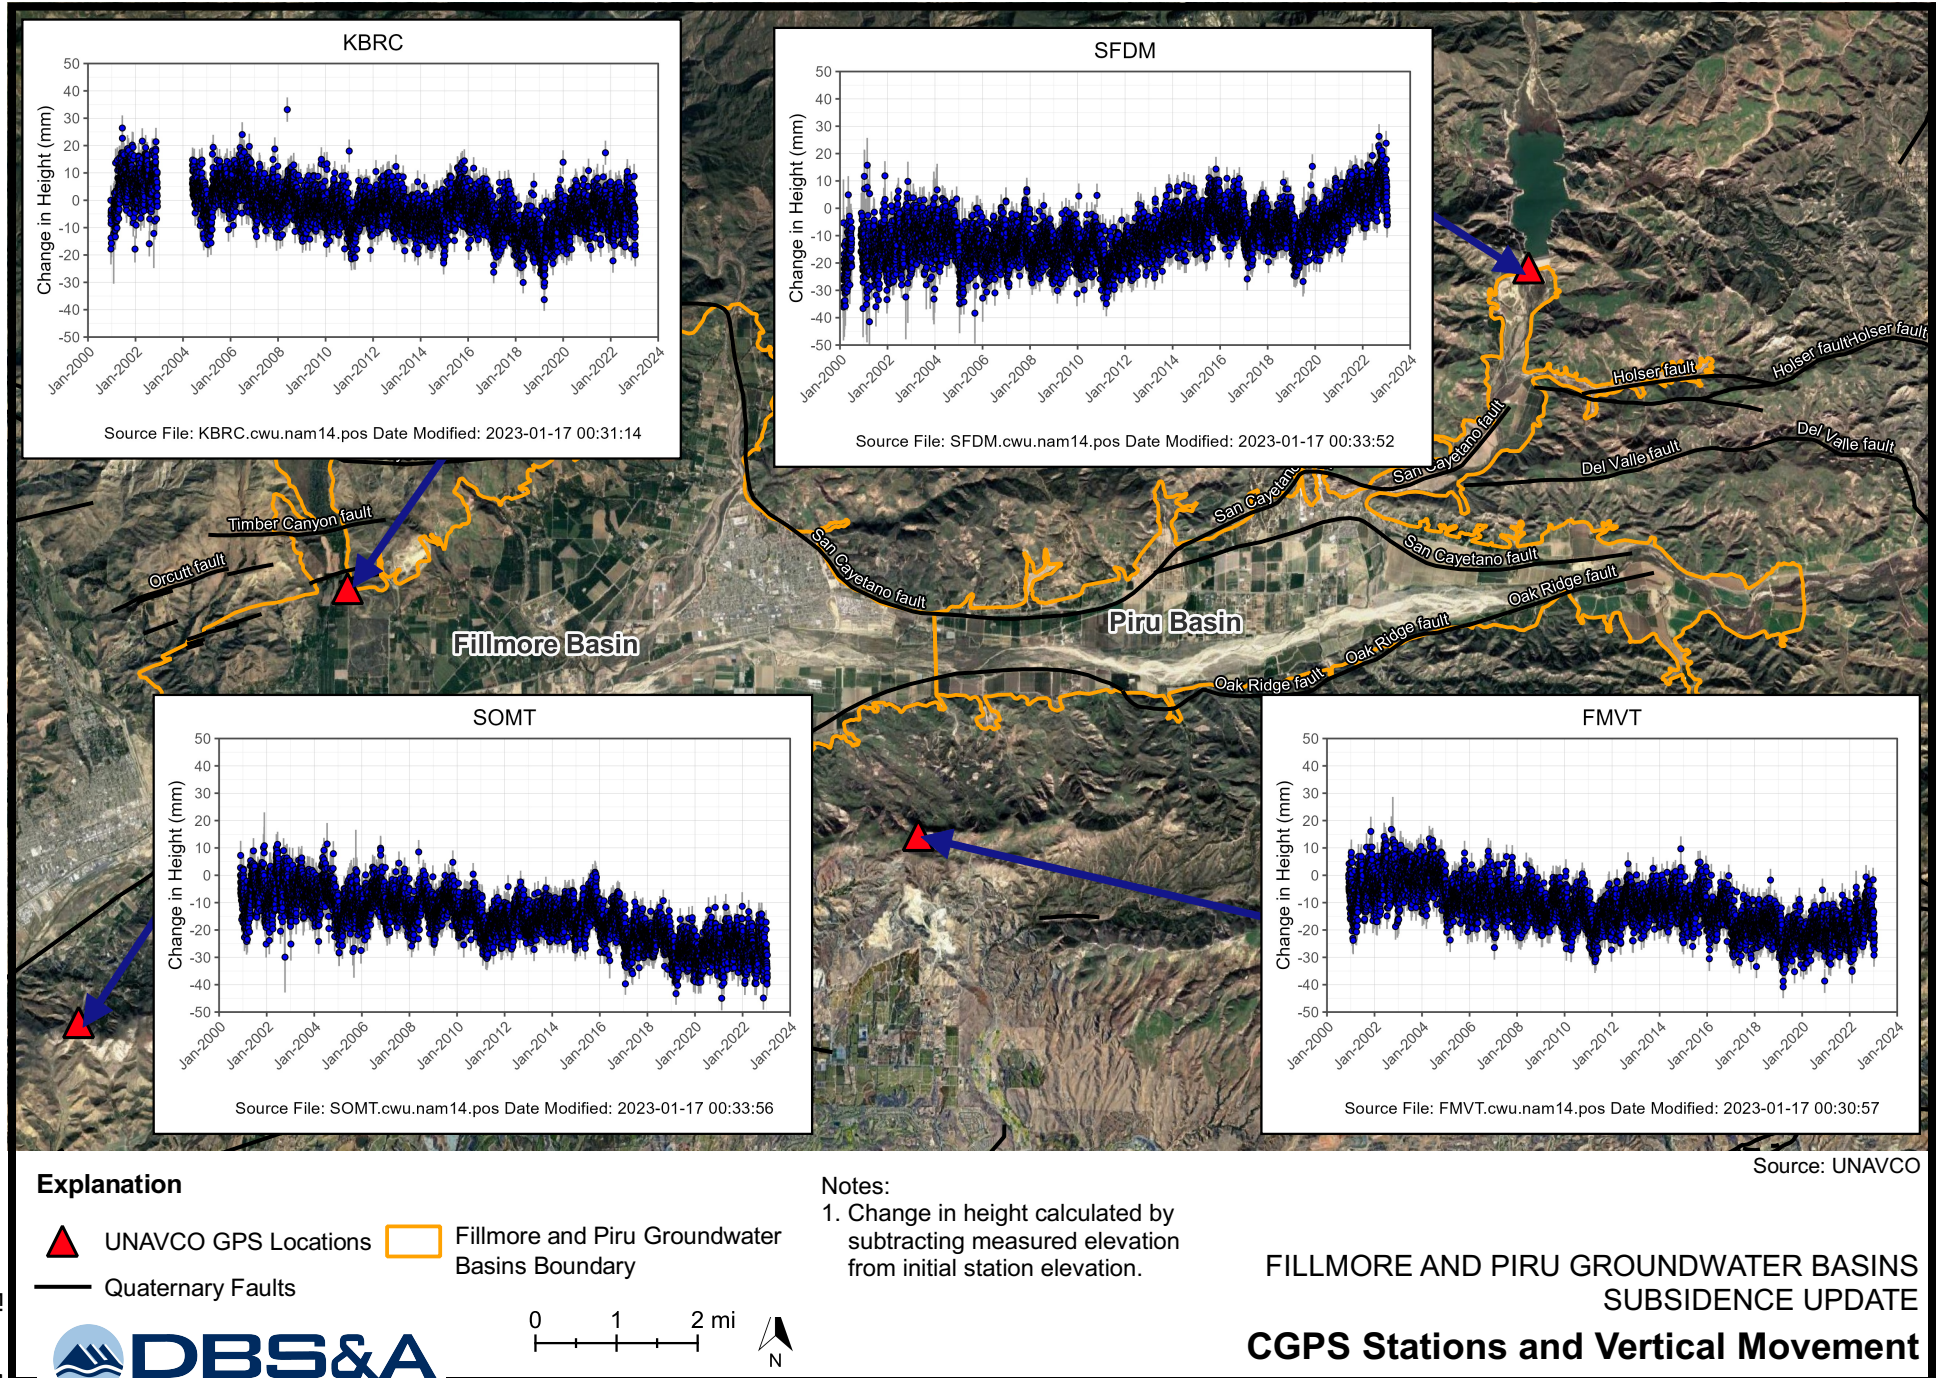 KBRC
50
40
30
20
10
0
-10
-20
-30
-40
-50
Change in Height (mm)
Jan-2000
Jan-2002
Jan-2004
Jan-2006
Jan-2008
Jan-2010
Jan-2012
Jan-2014
Jan-2016
Jan-2018
Jan-2020
Jan-2022
Jan-2024
Source File: KBRC.cwu.nam14.pos Date Modified: 2023-01-17 00:31:14
SFDM
50
40
30
20
10
0
-10
-20
-30
-40
-50
Change in Height (mm)
Jan-2000
Jan-2002
Jan-2004
Jan-2006
Jan-2008
Jan-2010
Jan-2012
Jan-2014
Jan-2016
Jan-2018
Jan-2020
Jan-2022
Jan-2024
Source File: SFDM.cwu.nam14.pos Date Modified: 2023-01-17 00:33:52
Holser fault
Holser fault
Holser fault
San Cayetano fault
Del Valle fault
Del Valle fault
San Cayetano
Timber Canyon fault
Orcutt fault
San Cayetano fault
San Cayetano fault
Oak Ridge fault
Oak Ridge fault
Oak Ridge fault
Fillmore Basin
Piru Basin
SOMT
50
40
30
20
10
0
-10
-20
-30
-40
-50
Change in Height (mm)
Jan-2000
Jan-2002
Jan-2004
Jan-2006
Jan-2008
Jan-2010
Jan-2012
Jan-2014
Jan-2016
Jan-2018
Jan-2020
Jan-2022
Jan-2024
Source File: SOMT.cwu.nam14.pos Date Modified: 2023-01-17 00:33:56
FMVT
50
40
30
20
10
0
-10
-20
-30
-40
-50
Change in Height (mm)
Jan-2000
Jan-2002
Jan-2004
Jan-2006
Jan-2008
Jan-2010
Jan-2012
Jan-2014
Jan-2016
Jan-2018
Jan-2020
Jan-2022
Jan-2024
Source File: FMVT.cwu.nam14.pos Date Modified: 2023-01-17 00:30:57
Source: UNAVCO
Explanation
UNAVCO GPS Locations
Quaternary Faults
Fillmore and Piru Groundwater
Basins Boundary
0 1 2 mi
N
Notes:
1. Change in height calculated by
subtracting measured elevation
from initial station elevation.
FILLMORE AND PIRU GROUNDWATER BASINS
SUBSIDENCE UPDATE
CGPS Stations and Vertical Movement
DBS&A